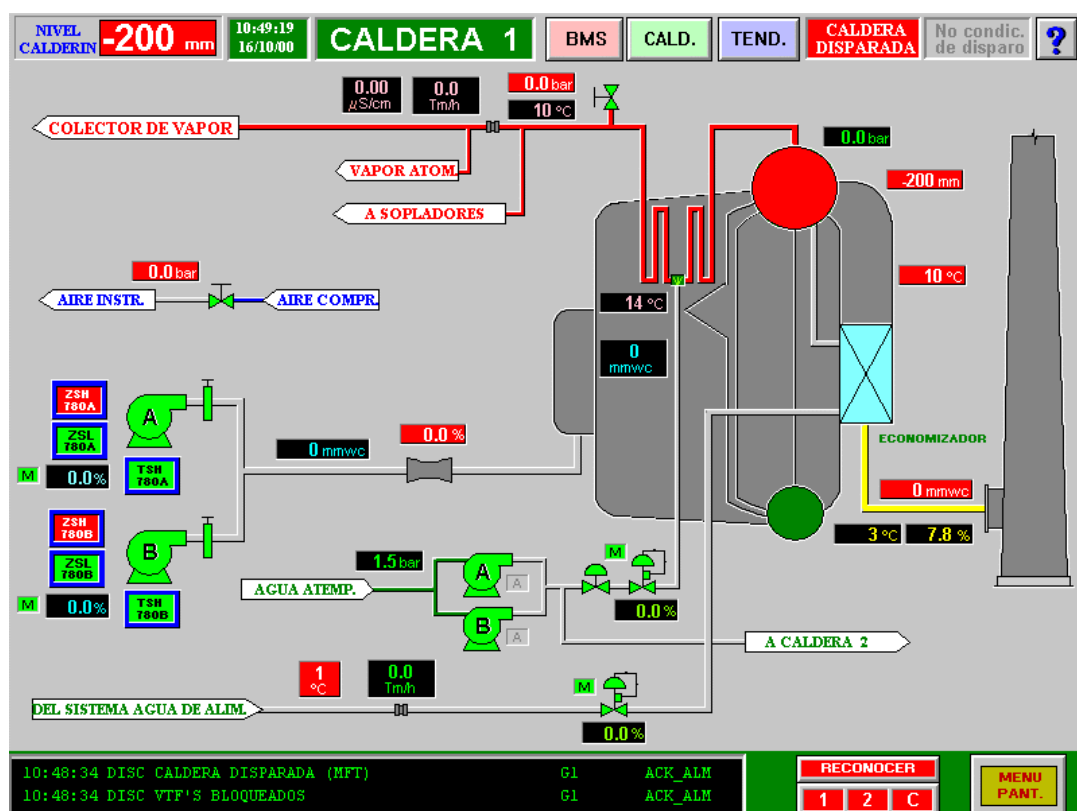 NIVEL
CALDERIN
-200 mm
10:49:19
16/10/00
CALDERA 1
BMS
CALD.
TEND.
CALDERA
DISPARADA
No condic.
de disparo
?
0.00
µS/cm
0.0
Tm/h
0.0 bar
10 ºC
COLECTOR DE VAPOR
0.0 bar
VAPOR ATOM.
-200 mm
A SOPLADORES
0.0 bar
10 ºC
AIRE INSTR.
AIRE COMPR.
14 ºC
0
mmwc
ZSH
780A
A
ZSL
780A
0.0 %
ECONOMIZADOR
0 mmwc
M
0.0%
TSH
780A
0 mmwc
ZSH
780B
3 ºC
7.8 %
B
ZSL
780B
M
1.5 bar
A
A
AGUA ATEMP.
M
0.0%
TSH
780B
0.0 %
B
A
A CALDERA 2
1
ºC
0.0
Tm/h
M
DEL SISTEMA AGUA DE ALIM.
0.0 %
10:48:34 DISC CALDERA DISPARADA (MFT) G1 ACK_ALM
10:48:34 DISC VTF'S BLOQUEADOS G1 ACK_ALM
RECONOCER
1 2 C
MENU
PANT.